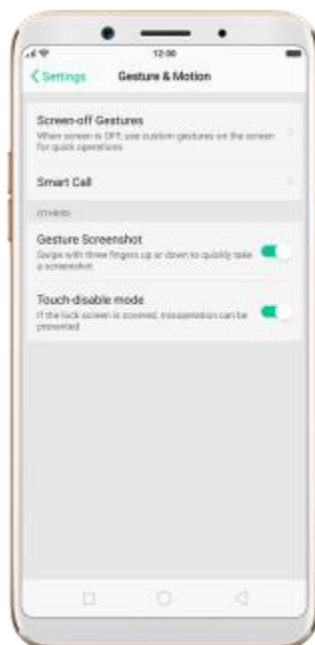 12:00
Settings
Gesture & Motion
Screen-off Gestures
When screen is OFF, use custom gestures on the screen
for quick operations
Smart Call
OTHERS
Gesture Screenshot
Swipe with three fingers up or down to quickly take
a screenshot
Touch-disable mode
If the lock screen is covered, misoperation can be
prevented